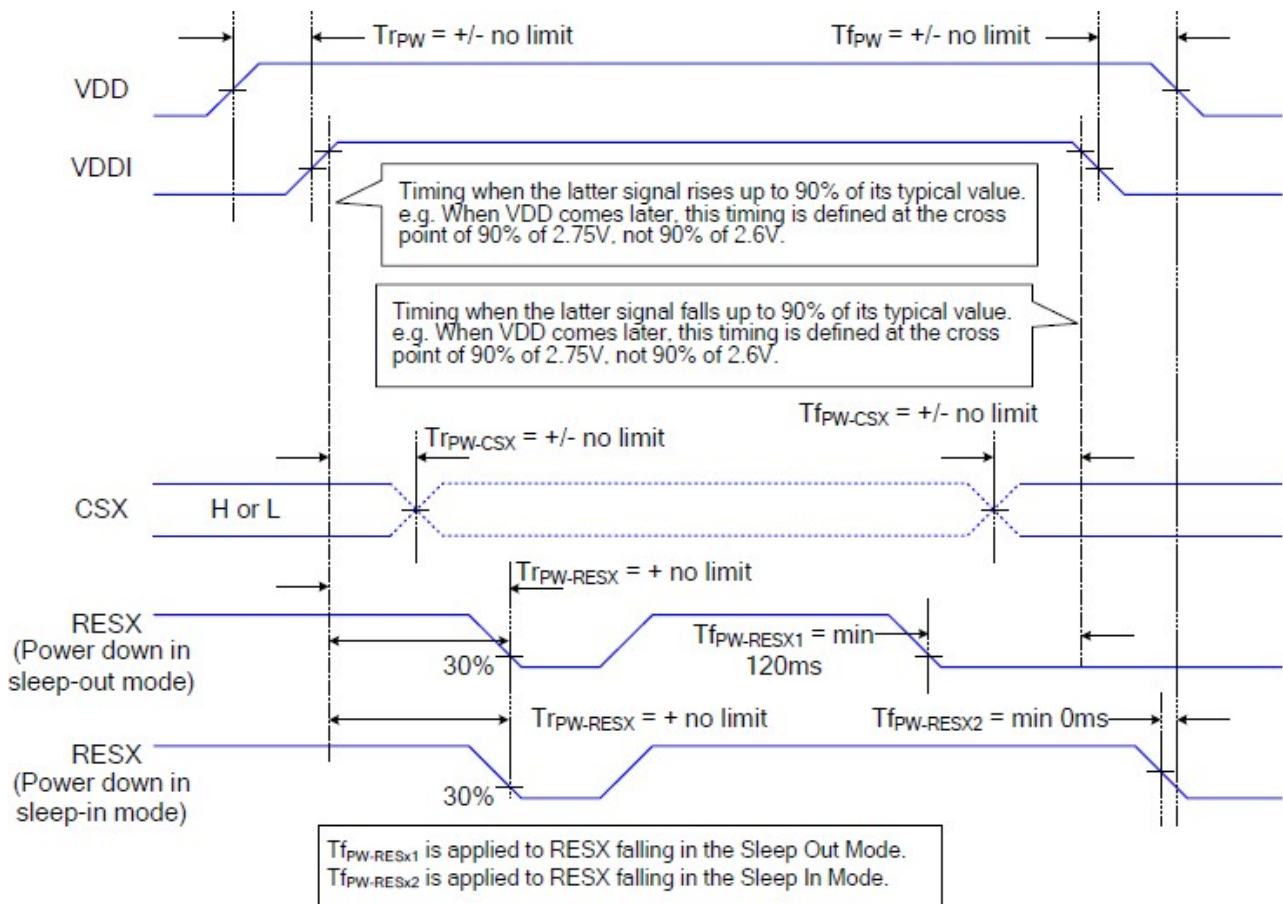 TrPW = +/- no limit
TfPW = +/- no limit
VDD
VDDI
Timing when the latter signal rises up to 90% of its typical value.
e.g. When VDD comes later, this timing is defined at the cross
point of 90% of 2.75V, not 90% of 2.6V.
Timing when the latter signal falls up to 90% of its typical value.
e.g. When VDD comes later, this timing is defined at the cross
point of 90% of 2.75V, not 90% of 2.6V.
TfPW-CSX = +/- no limit
TrPW-CSX = +/- no limit
CSX
H or L
TrPW-RESX = + no limit
RESX
(Power down in
sleep-out mode)
30%
TfPW-RESX1 = min
120ms
TrPW-RESX = + no limit
TfPW-RESX2 = min 0ms
RESX
(Power down in
sleep-in mode)
30%
TfPW-RESx1 is applied to RESX falling in the Sleep Out Mode.
TfPW-RESx2 is applied to RESX falling in the Sleep In Mode.